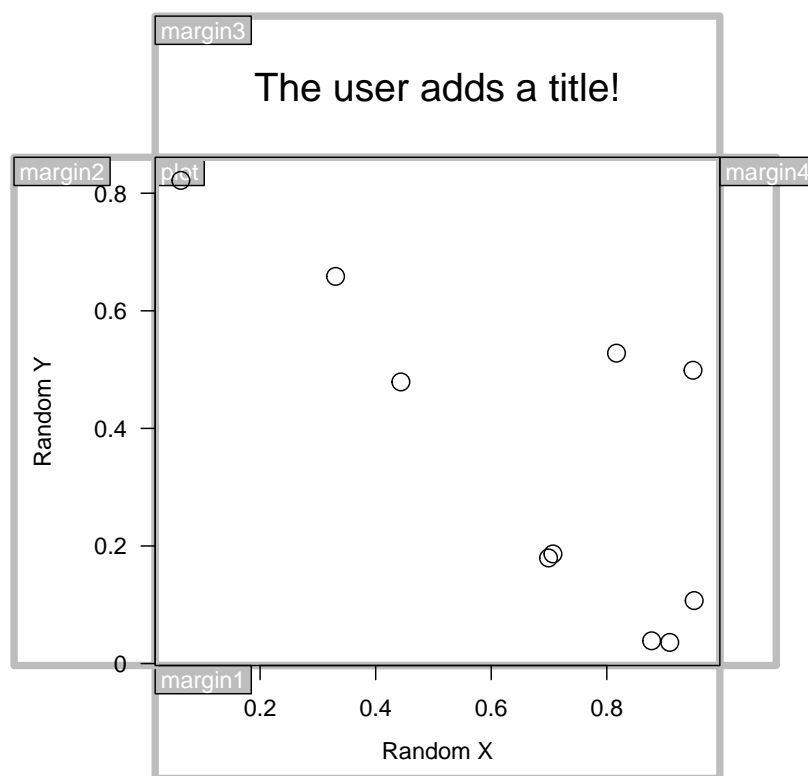 margin3
The user adds a title!
margin2
plot
margin4
0.8
0.6
0.4
0.2
0
Random Y
margin1
0.2 0.4 0.6 0.8
Random X